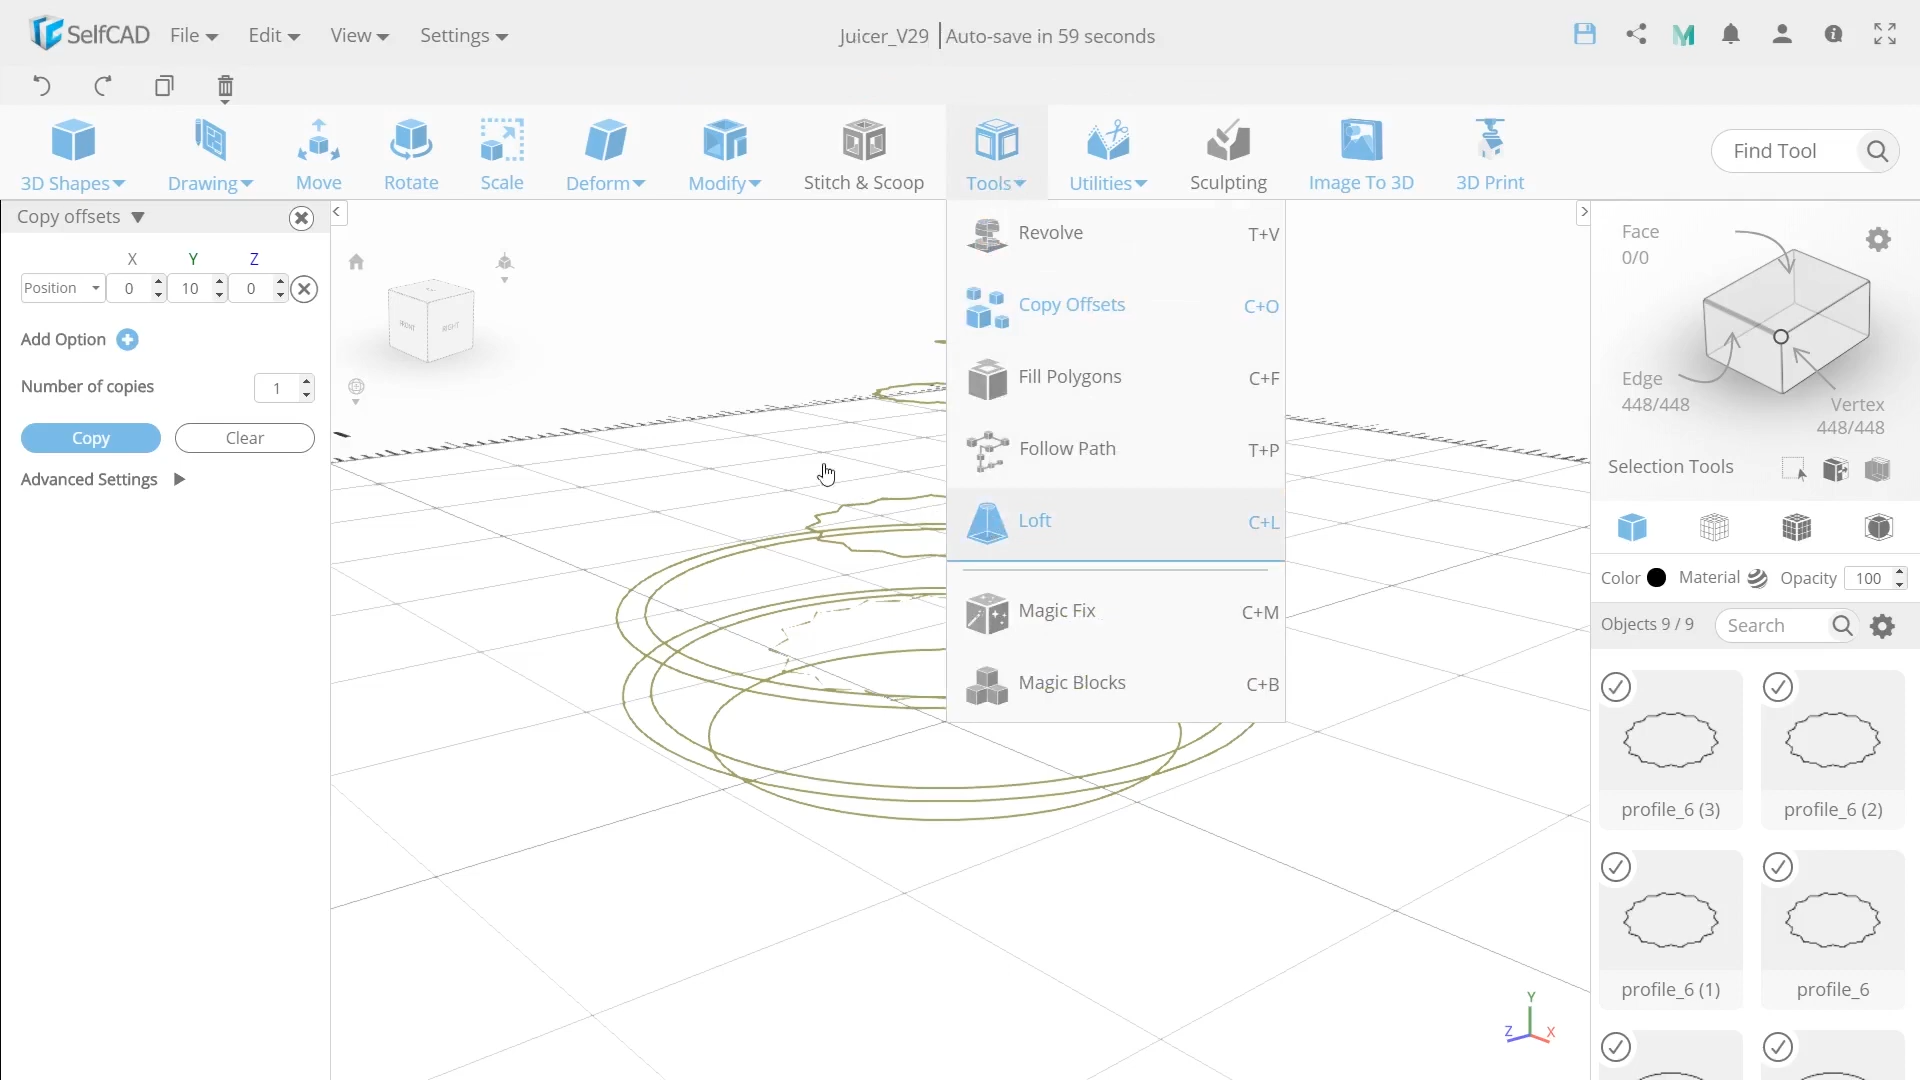 SelfCAD
File
Edit
View
Settings
Juicer_V29
Auto-save in 59 seconds
3D Shapes
Drawing
Move
Rotate
Scale
Deform
Modify
Stitch & Scoop
Tools
Utilities
Sculpting
Image To 3D
3D Print
Find Tool
Copy offsets
X Y Z
Position 0 10 0
Add Option
Number of copies 1
Copy
Clear
Advanced Settings
FRONT
RIGHT
Revolve T+V
Copy Offsets C+O
Fill Polygons C+F
Follow Path T+P
Loft C+L
Magic Fix C+M
Magic Blocks C+B
Y
Z
X
Face
0/0
Edge
448/448
Vertex
448/448
Selection Tools
Color
Material
Opacity 100
Objects 9 / 9
Search
profile_6 (3)
profile_6 (2)
profile_6 (1)
profile_6